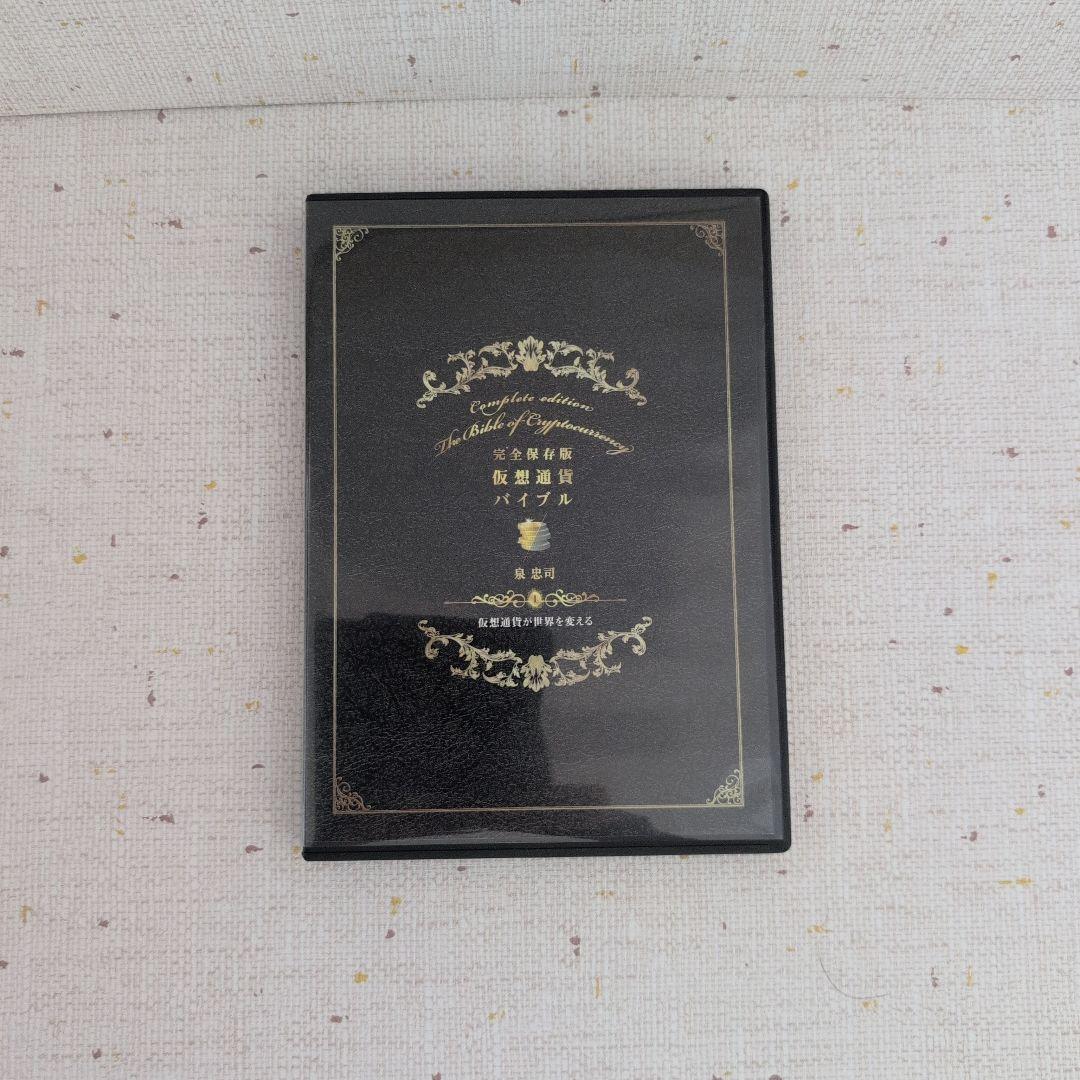 Complete edition
The Bible of Cryptocurrency
完全保存版
仮想通貨
バイブル
泉 忠司
1
仮想通貨が世界を変える